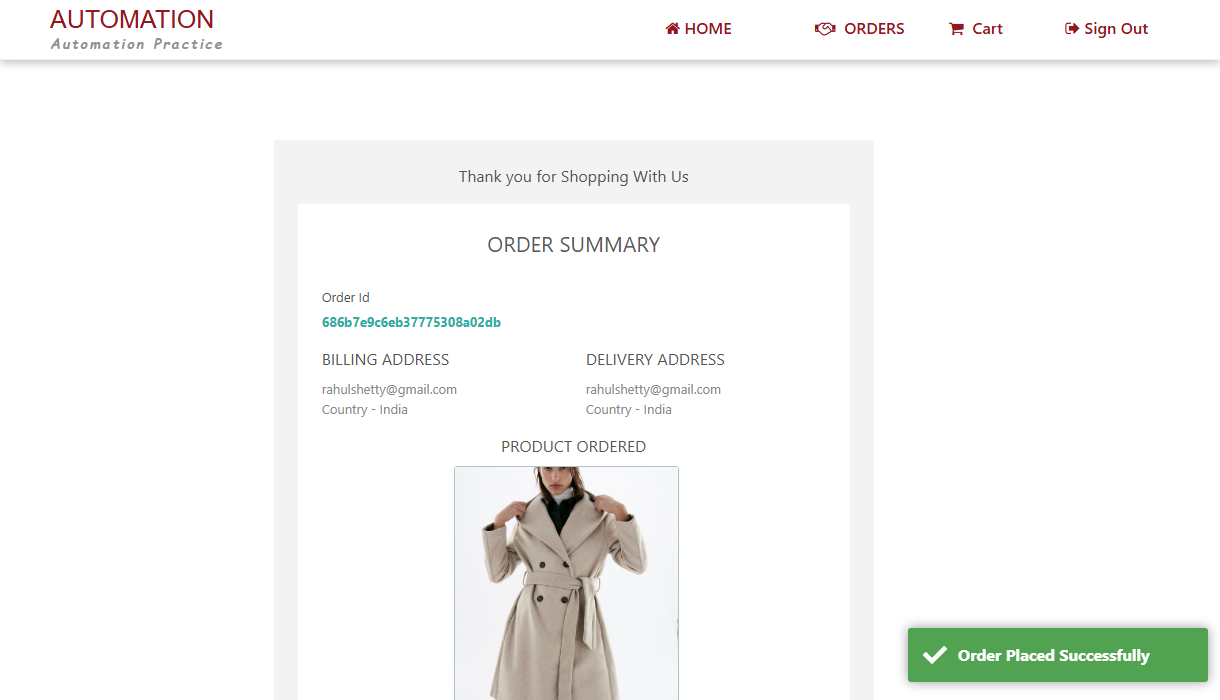 AUTOMATION
Automation Practice
HOME
ORDERS
Cart
Sign Out
Thank you for Shopping With Us
ORDER SUMMARY
Order Id
686b7e9c6eb37775308a02db
BILLING ADDRESS
rahulshetty@gmail.com
Country - India
DELIVERY ADDRESS
rahulshetty@gmail.com
Country - India
PRODUCT ORDERED
Order Placed Successfully